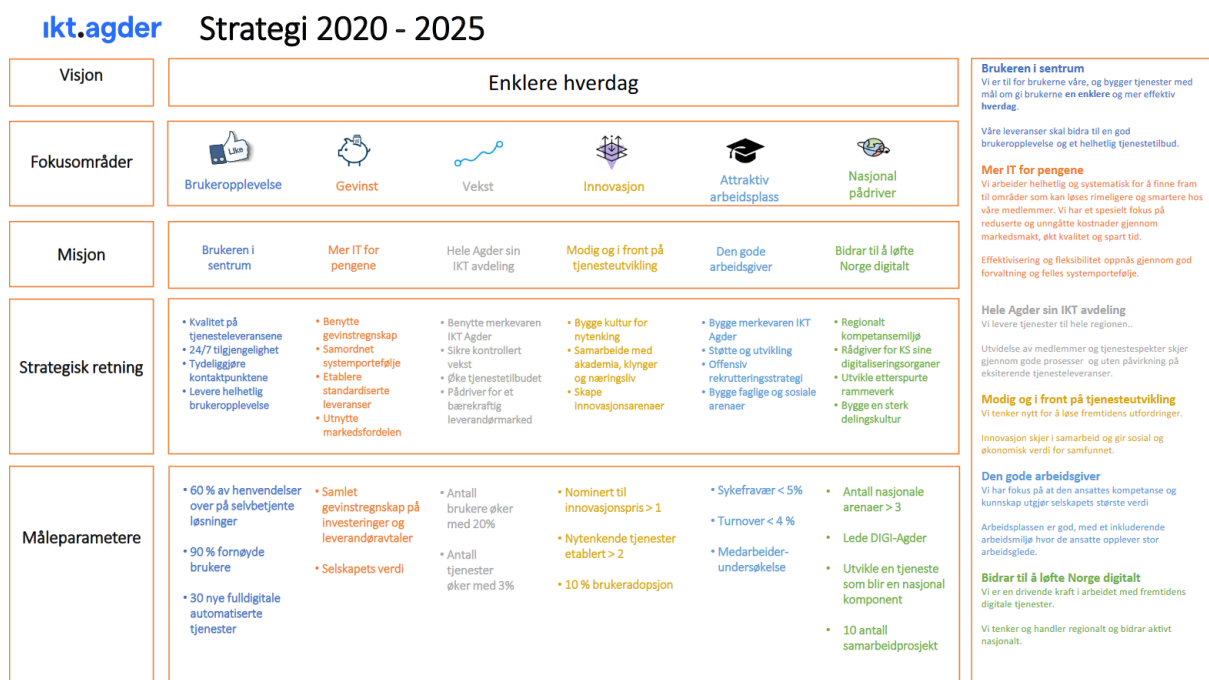 ıkt.agder
Strategi 2020 - 2025
Visjon
Enklere hverdag
Fokusområder
Like
Brukeropplevelse
Gevinst
Vekst
Innovasjon
Attraktiv
arbeidsplass
Nasjonal
pådriver
Misjon
Brukeren i
sentrum
Mer IT for
pengene
Hele Agder sin
IKT avdeling
Modig og i front på
tjenesteutvikling
Den gode
arbeidsgiver
Bidrar til å løfte
Norge digitalt
Strategisk retning
• Kvalitet på
tjenesteleveransene
• 24/7 tilgjengelighet
• Tydeliggjøre
kontaktpunktene
• Levere helhetlig
brukeropplevelse
• Benytte
gevinstregnskap
• Samordnet
systemportefølje
• Etablere
standardiserte
leveranser
• Utnytte
markedsfordelen
• Benytte merkevaren
IKT Agder
• Sikre kontrollert
vekst
• Øke tjenestetilbudet
• Pådriver for et
bærekraftig
leverandørmarked
• Bygge kultur for
nytenking
• Samarbeide med
akademia, klynger
og næringsliv
• Skape
innovasjonsarenaer
• Bygge merkevaren IKT
Agder
• Støtte og utvikling
• Offensiv
rekrutteringsstrategi
• Bygge faglige og sosiale
arenaer
• Regionalt
kompetansemiljø
• Rådgiver for KS sine
digitaliseringsorganer
• Utvikle etterspurte
rammeverk
• Bygge en sterk
delingskultur
Måleparametere
• 60 % av henvendelser
over på selvbetjente
løsninger
• 90 % fornøyde
brukere
• 30 nye fulldigitale
automatiserte
tjenester
• Samlet
gevinstregnskap på
investeringer og
leverandøravtaler
• Selskapets verdi
• Antall
brukere øker
med 20%
• Antall
tjenester
øker med 3%
• Nominert til
innovasjonspris > 1
• Nytenkende tjenester
etablert > 2
• 10 % brukeradopsjon
• Sykefravær < 5%
• Turnover < 4 %
• Medarbeider-
undersøkelse
• Antall nasjonale
arenaer > 3
• Lede DIGI-Agder
• Utvikle en tjeneste
som blir en nasjonal
komponent
• 10 antall
samarbeidprosjekt
Brukeren i sentrum
Vi er til for brukerne våre, og bygger tjenester med
mål om gi brukerne en enklere og mer effektiv
hverdag.
Våre leveranser skal bidra til en god
brukeropplevelse og et helhetlig tjenestetilbud.
Mer IT for pengene
Vi arbeider helhetlig og systematisk for å finne fram
til områder som kan løses rimeligere og smartere hos
våre medlemmer. Vi har et spesielt fokus på
reduserte og unngåtte kostnader gjennom
markedsmakt, økt kvalitet og spart tid.
Effektivisering og fleksibilitet oppnås gjennom god
forvaltning og felles systemportefølje.
Hele Agder sin IKT avdeling
Vi levere tjenester til hele regionen..
Utvidelse av medlemmer og tjenestespekter skjer
gjennom gode prosesser og uten påvirkning på
eksiterende tjenesteleveranser.
Modig og i front på tjenesteutvikling
Vi tenker nytt for å løse fremtidens utfordringer.
Innovasjon skjer i samarbeid og gir sosial og
økonomisk verdi for samfunnet.
Den gode arbeidsgiver
Vi har fokus på at den ansattes kompetanse og
kunnskap utgjør selskapets største verdi
Arbeidsplassen er god, med et inkluderende
arbeidsmiljø hvor de ansatte opplever stor
arbeidsglede.
Bidrar til å løfte Norge digitalt
Vi er en drivende kraft i arbeidet med fremtidens
digitale tjenester.
Vi tenker og handler regionalt og bidrar aktivt
nasjonalt.